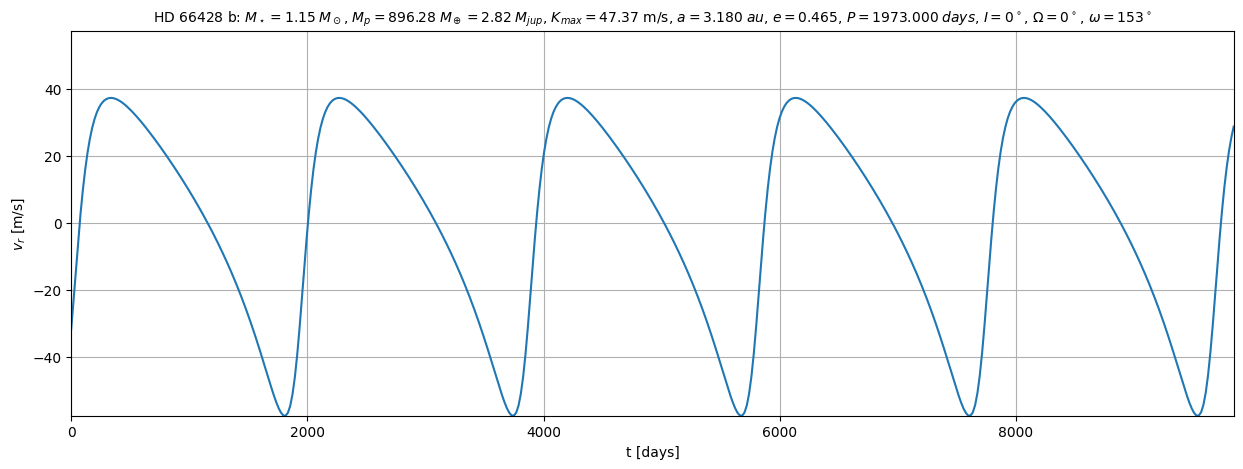 HD 66428 b: M⋆ = 1.15 M⊙, Mp = 896.28 M⊕ = 2.82 Mjup, Kmax = 47.37 m/s, a = 3.180 au, e = 0.465, P = 1973.000 days, I = 0°, Ω = 0°, ω = 153°
40
20
0
−20
−40
vr [m/s]
0 2000 4000 6000 8000
t [days]